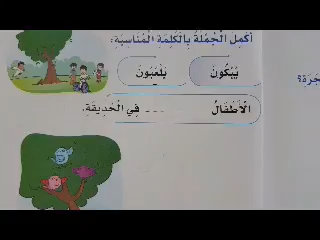 أَكْمِلِ الْجُمْلَةَ بِالْكَلِمَةِ الْمُنَاسِبَةِ:
يَبْكُونَ يَلْعَبُونَ
الْأَطْفَالُ --- فِي الْحَدِيقَةِ.